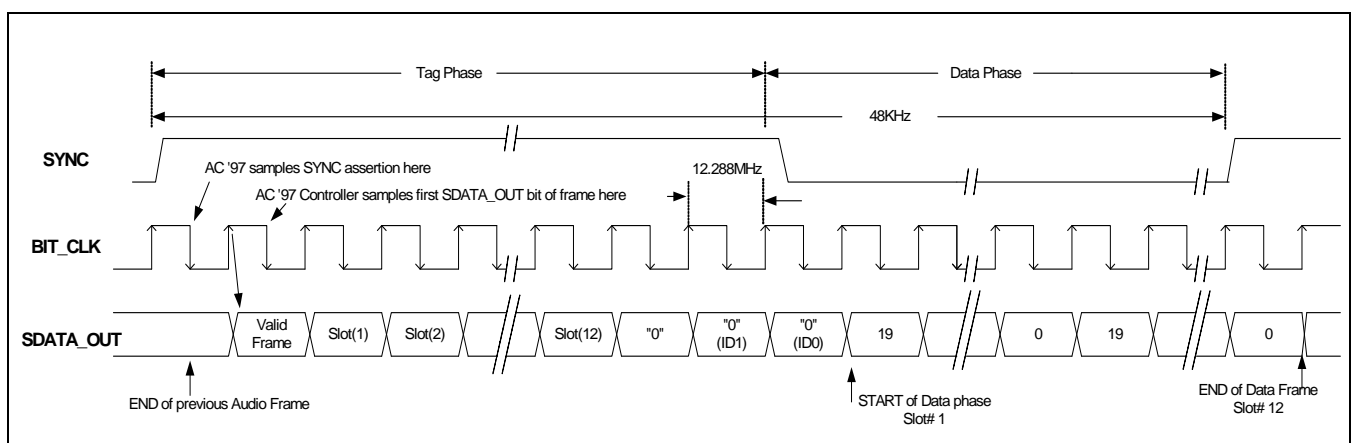 Tag Phase
Data Phase
48KHz
SYNC
AC '97 samples SYNC assertion here
12.288MHz
AC '97 Controller samples first SDATA_OUT bit of frame here
BIT_CLK
SDATA_OUT
Valid
Frame
Slot(1)
Slot(2)
Slot(12)
"0"
"0"
(ID1)
"0"
(ID0)
19
0
19
0
END of previous Audio Frame
START of Data phase
Slot# 1
END of Data Frame
Slot# 12